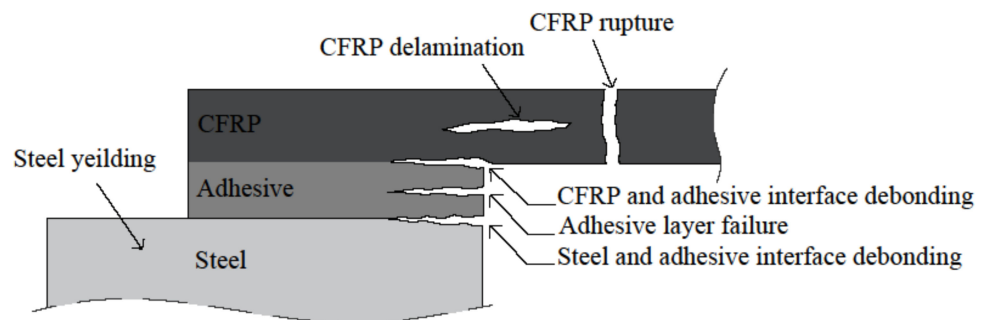 CFRP rupture
CFRP delamination
CFRP
Steel yeilding
Adhesive
CFRP and adhesive interface debonding
Adhesive layer failure
Steel and adhesive interface debonding
Steel